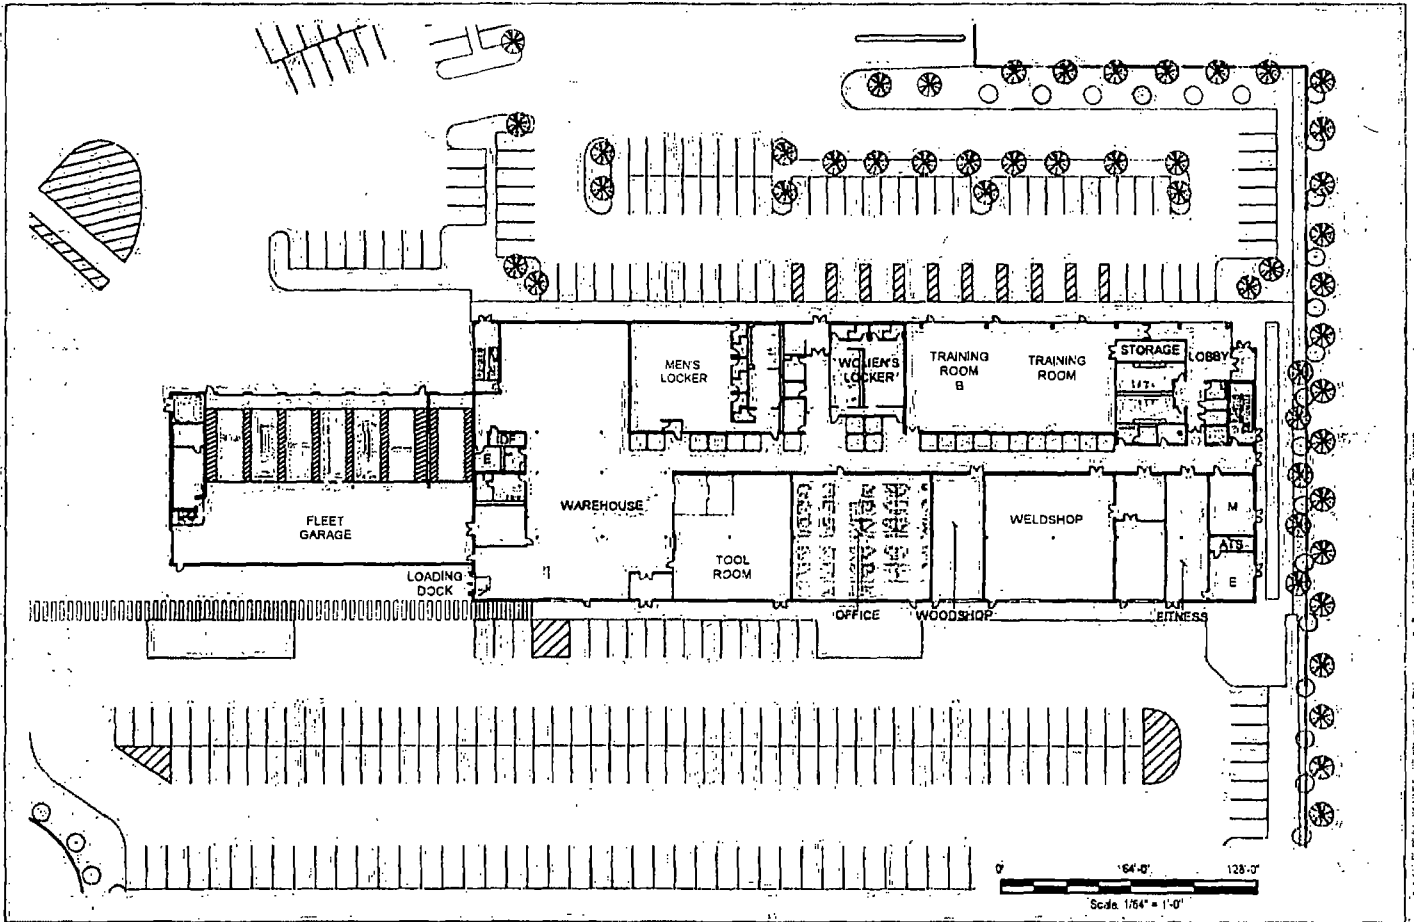 MEN'S
LOCKER
WOMEN'S
LOCKER
TRAINING
ROOM
B
TRAINING
ROOM
STORAGE
LOBBY
IDF
E
WAREHOUSE
FLEET
GARAGE
LOADING
DOCK
TOOL
ROOM
WELDSHOP
M
ATS
E
OFFICE
WOODSHOP
FITNESS
0'
64'-0"
128'-0"
Scale: 1/64" = 1'-0"